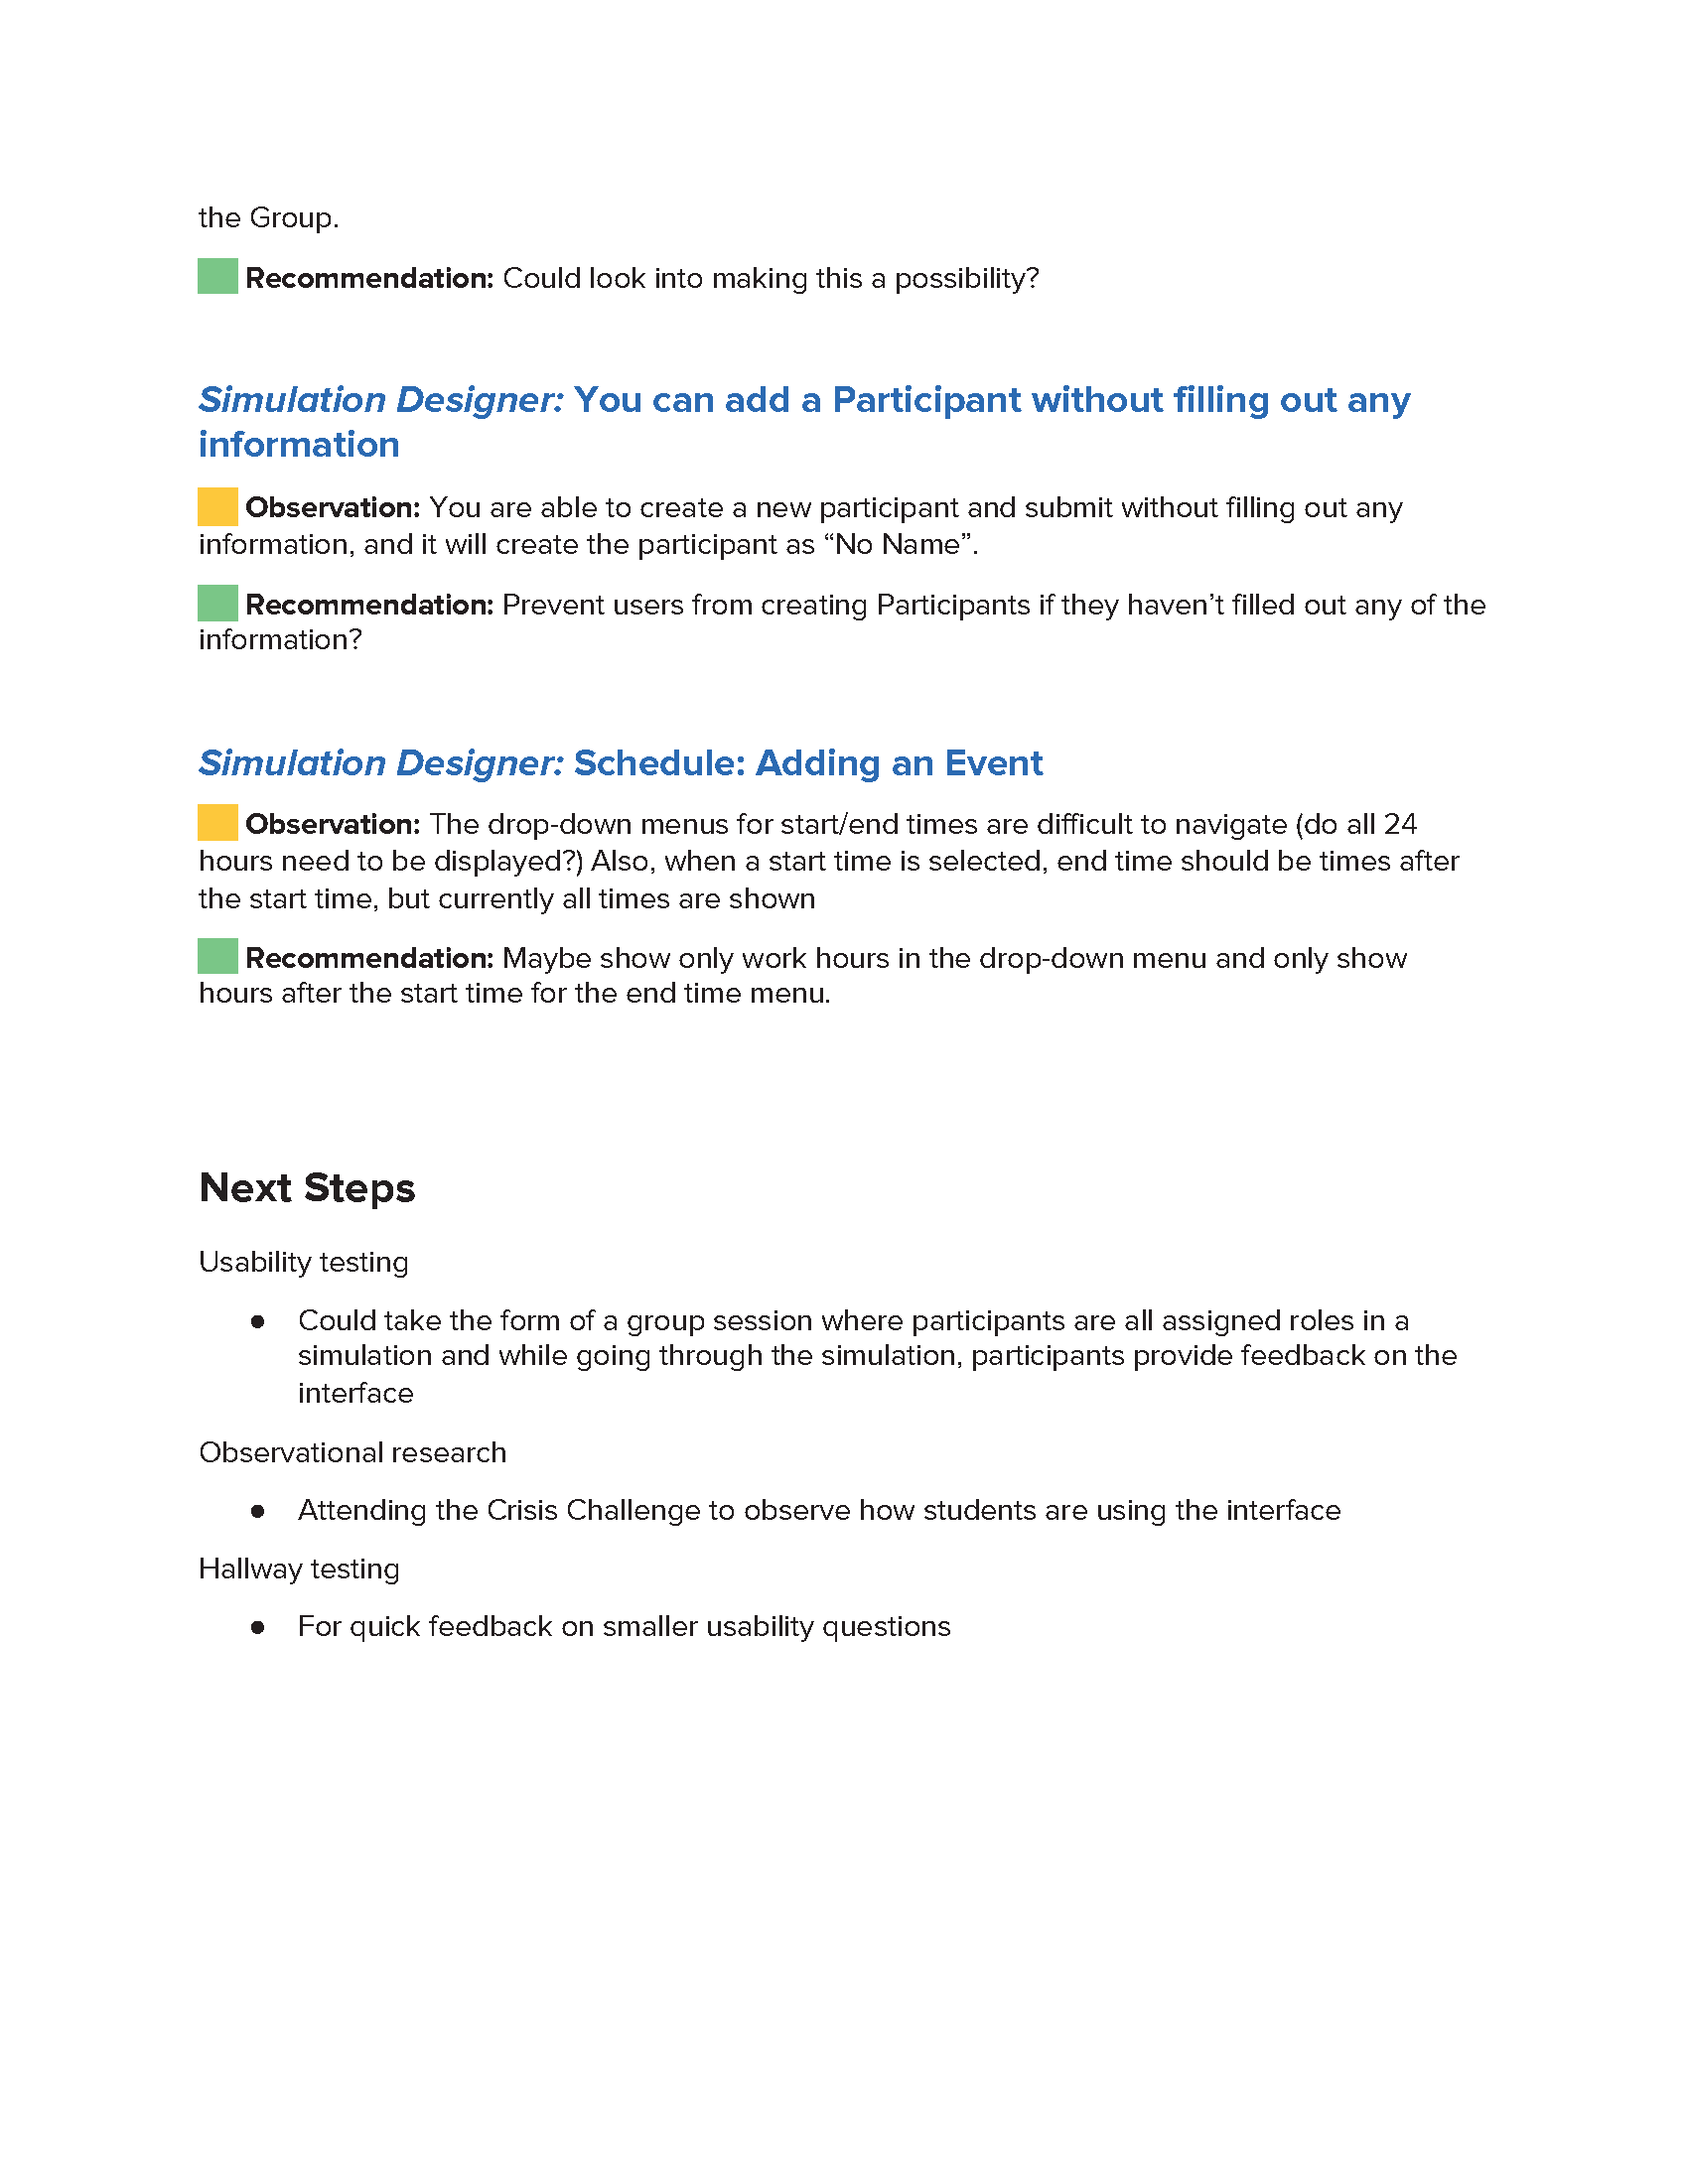 the Group.
Recommendation: Could look into making this a possibility?
Simulation Designer: You can add a Participant without filling out any
information
Observation: You are able to create a new participant and submit without filling out any
information, and it will create the participant as “No Name”.
Recommendation: Prevent users from creating Participants if they haven’t filled out any of the
information?
Simulation Designer: Schedule: Adding an Event
Observation: The drop-down menus for start/end times are difficult to navigate (do all 24
hours need to be displayed?) Also, when a start time is selected, end time should be times after
the start time, but currently all times are shown
Recommendation: Maybe show only work hours in the drop-down menu and only show
hours after the start time for the end time menu.
Next Steps
Usability testing
● Could take the form of a group session where participants are all assigned roles in a
simulation and while going through the simulation, participants provide feedback on the
interface
Observational research
● Attending the Crisis Challenge to observe how students are using the interface
Hallway testing
● For quick feedback on smaller usability questions